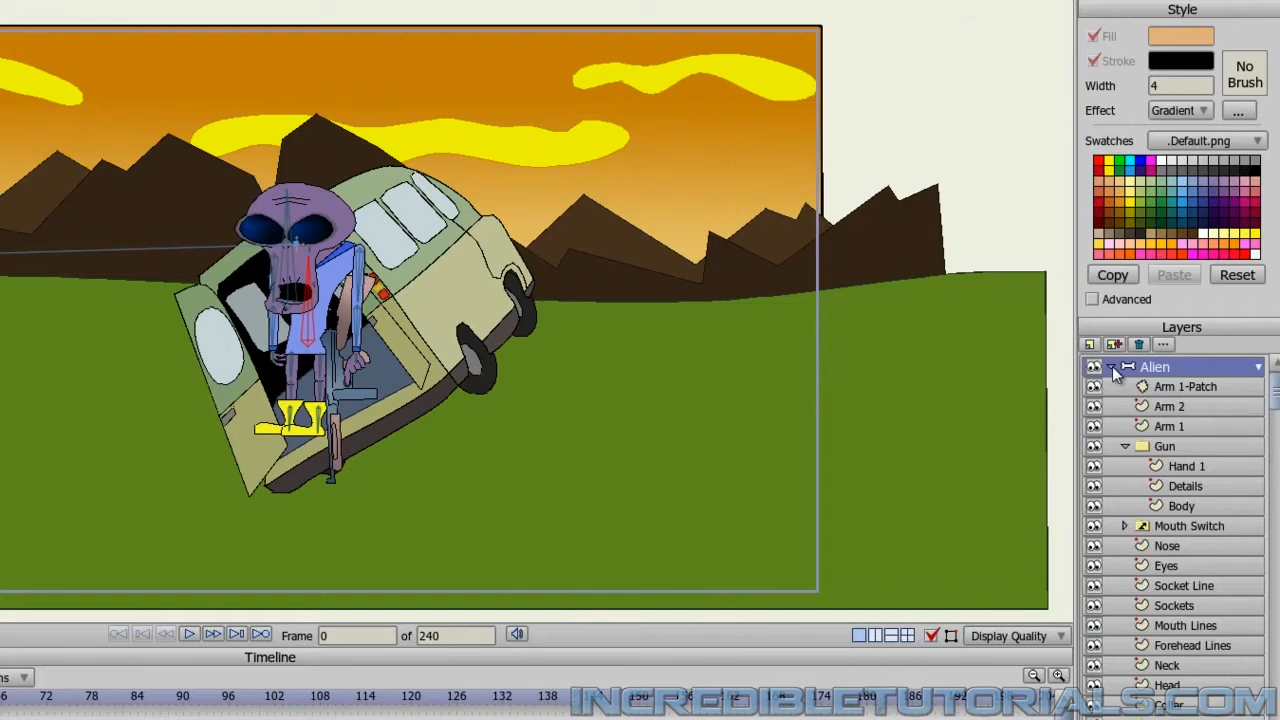 Style
Fill
Stroke
No
Brush
Width 4
Effect Gradient ...
Swatches .Default.png
Copy Paste Reset
Advanced
Layers
...
Alien
Arm 1-Patch
Arm 2
Arm 1
Gun
Hand 1
Details
Body
Mouth Switch
Nose
Eyes
Socket Line
Sockets
Mouth Lines
Forehead Lines
Neck
Head
Collar
Frame 0 of 240 Display Quality
Timeline
72 78 84 90 96 102 108 114 120 126 132 138 174
INCREDIBLETUTORIALS.COM